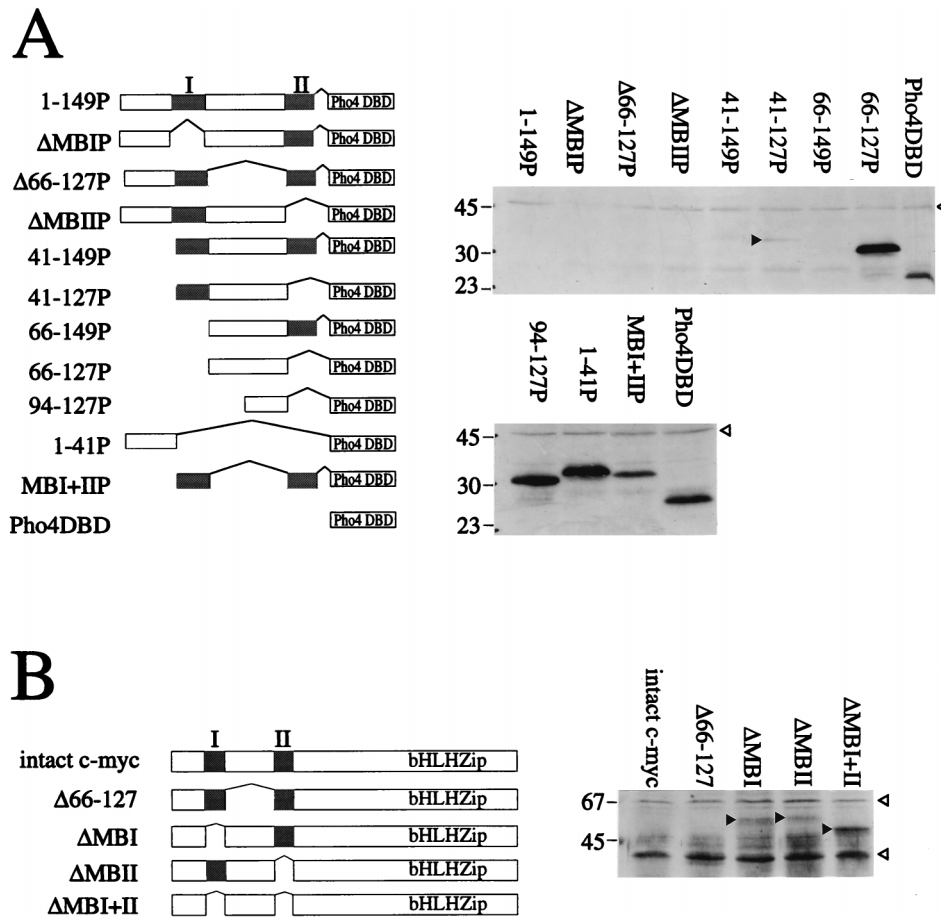 A
I II
1-149P Pho4 DBD
ΔMBIP Pho4 DBD
Δ66-127P Pho4 DBD
ΔMBIIP Pho4 DBD
41-149P Pho4 DBD
41-127P Pho4 DBD
66-149P Pho4 DBD
66-127P Pho4 DBD
94-127P Pho4 DBD
1-41P Pho4 DBD
MBI+IIP Pho4 DBD
Pho4DBD Pho4 DBD
1-149P ΔMBIP Δ66-127P ΔMBIIP 41-149P 41-127P 66-149P 66-127P Pho4DBD
45
30
23
94-127P 1-41P MBI+IIP Pho4DBD
45
30
23
B
I II
intact c-myc bHLHZip
Δ66-127 bHLHZip
ΔMBI bHLHZip
ΔMBII bHLHZip
ΔMBI+II bHLHZip
intact c-myc Δ66-127 ΔMBI ΔMBII ΔMBI+II
67
45